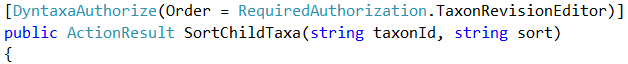 [DyntaxaAuthorize(Order = RequiredAuthorization.TaxonRevisionEditor)]
public ActionResult SortChildTaxa(string taxonId, string sort)
{